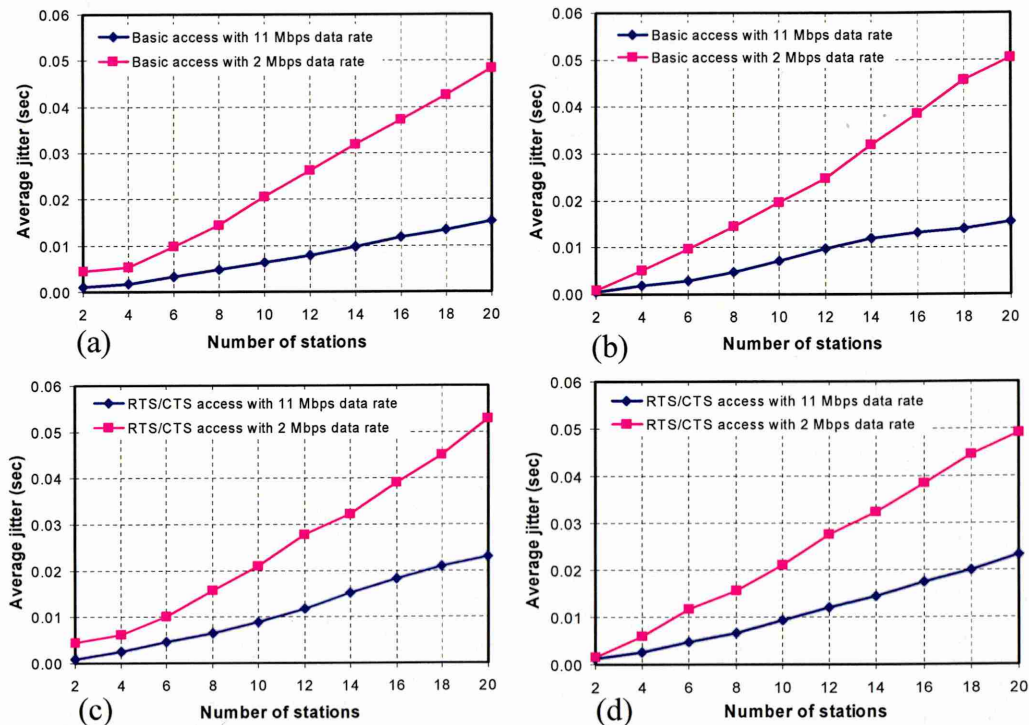 0.06
0.05
0.04
0.03
0.02
0.01
0.00
Average jitter (sec)
Basic access with 11 Mbps data rate
Basic access with 2 Mbps data rate
2 4 6 8 10 12 14 16 18 20
(a)
Number of stations
0.06
0.05
0.04
0.03
0.02
0.01
0.00
Average jitter (sec)
Basic access with 11 Mbps data rate
Basic access with 2 Mbps data rate
2 4 6 8 10 12 14 16 18 20
(b)
Number of stations
0.06
0.05
0.04
0.03
0.02
0.01
0.00
Average jitter (sec)
RTS/CTS access with 11 Mbps data rate
RTS/CTS access with 2 Mbps data rate
2 4 6 8 10 12 14 16 18 20
(c)
Number of stations
0.06
0.05
0.04
0.03
0.02
0.01
0.00
Average jitter (sec)
RTS/CTS access with 11 Mbps data rate
RTS/CTS access with 2 Mbps data rate
2 4 6 8 10 12 14 16 18 20
(d)
Number of stations